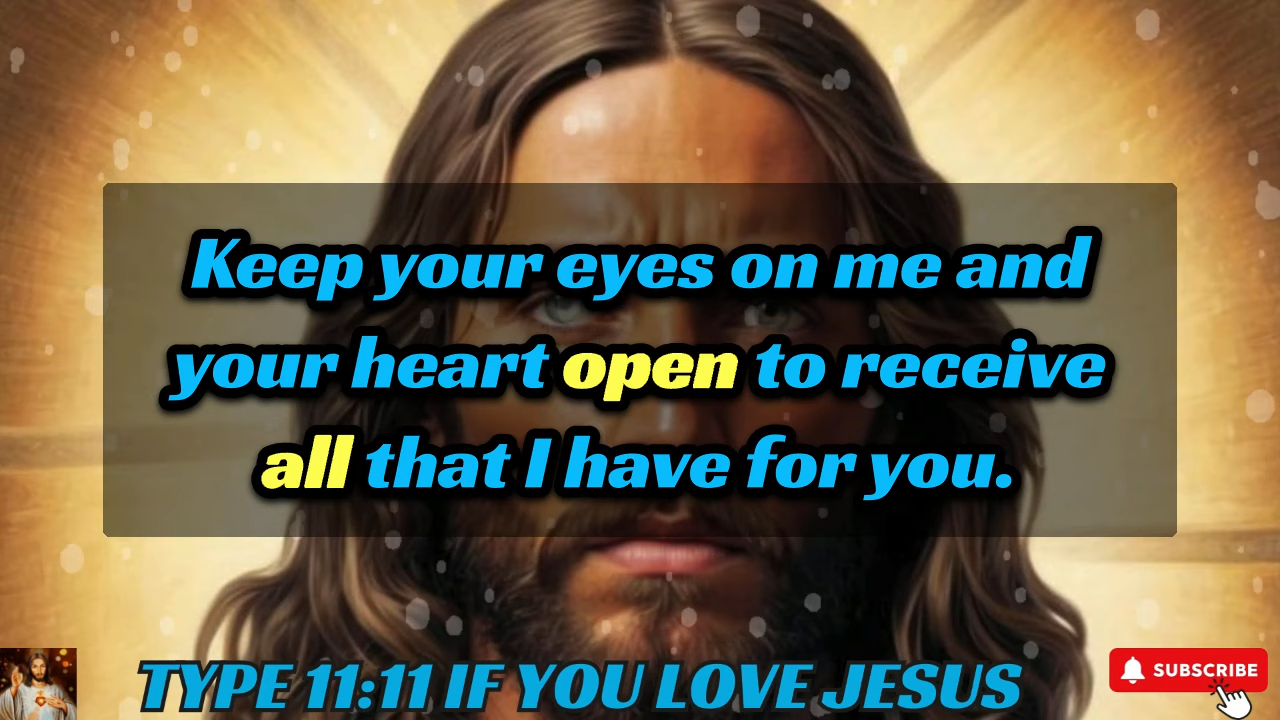 Keep your eyes on me and
your heart open to receive
all that I have for you.
TYPE 11:11 IF YOU LOVE JESUS
SUBSCRIBE